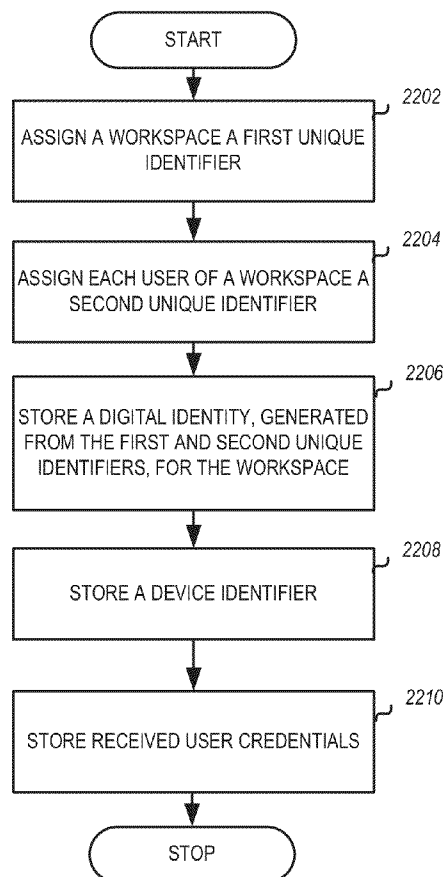 START
2202
ASSIGN A WORKSPACE A FIRST UNIQUE
IDENTIFIER
2204
ASSIGN EACH USER OF A WORKSPACE A
SECOND UNIQUE IDENTIFIER
2206
STORE A DIGITAL IDENTITY, GENERATED
FROM THE FIRST AND SECOND UNIQUE
IDENTIFIERS, FOR THE WORKSPACE
2208
STORE A DEVICE IDENTIFIER
2210
STORE RECEIVED USER CREDENTIALS
STOP